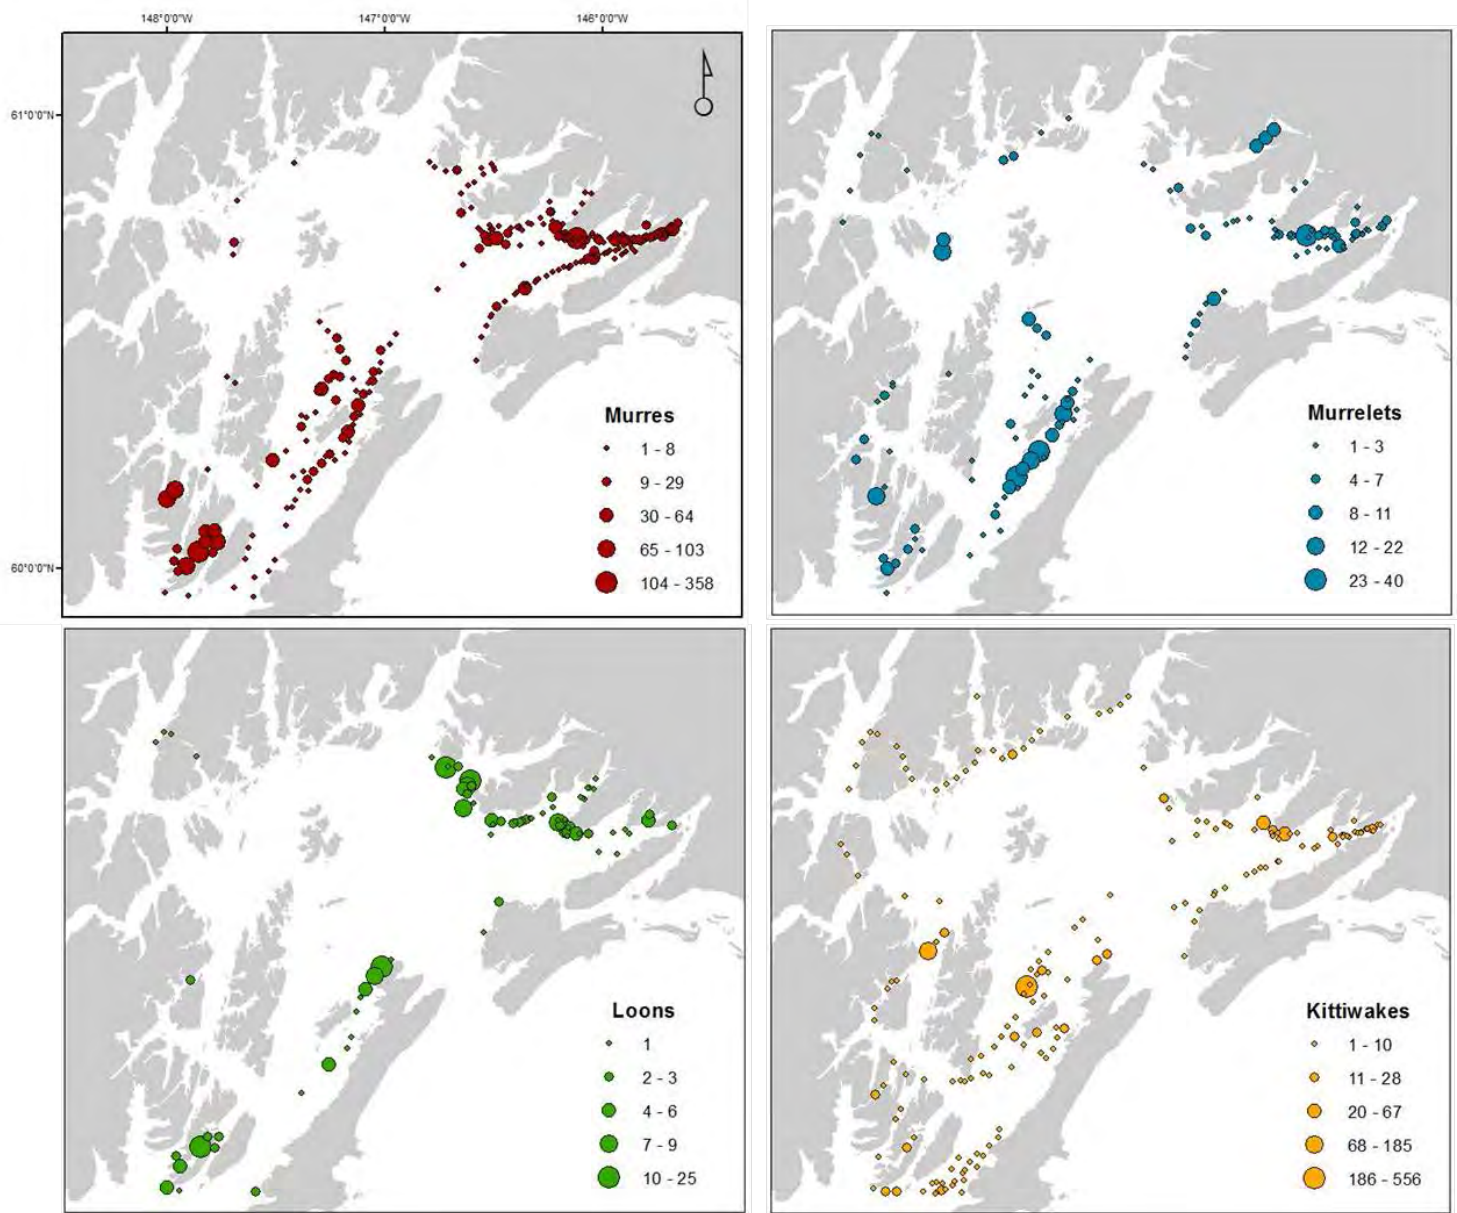 148°0'0"W 147°0'0"W 146°0'0"W
61°0'0"N
60°0'0"N
Murres
1 - 8
9 - 29
30 - 64
65 - 103
104 - 358
Murrelets
1 - 3
4 - 7
8 - 11
12 - 22
23 - 40
Loons
1
2 - 3
4 - 6
7 - 9
10 - 25
Kittiwakes
1 - 10
11 - 28
20 - 67
68 - 185
186 - 556